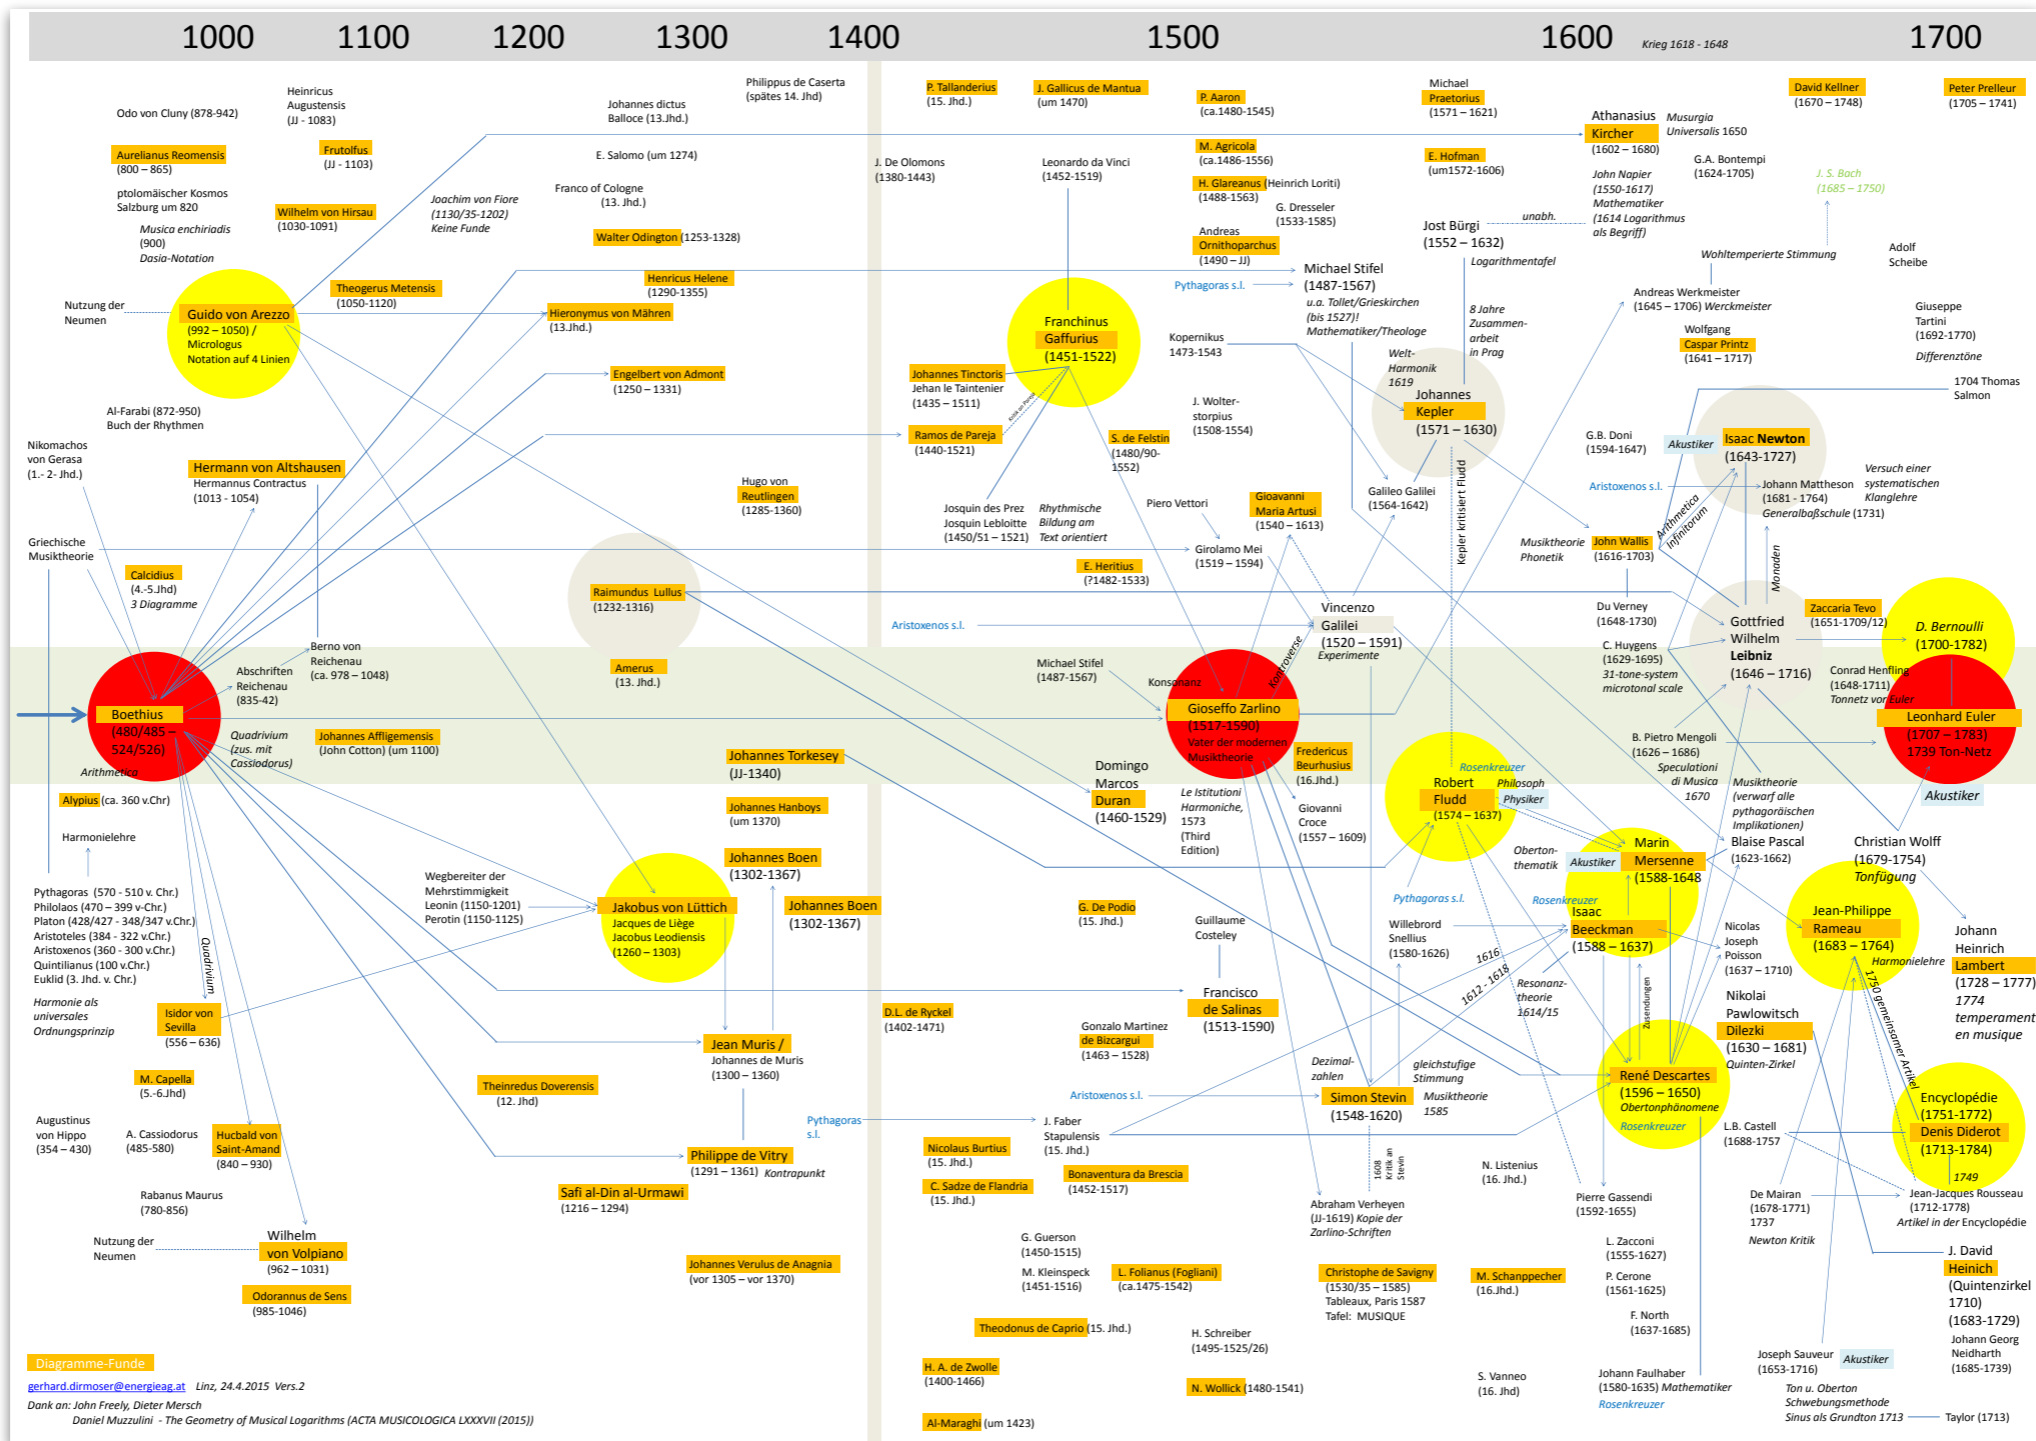 1000 1100 1200 1300 1400 1500 1600 Krieg 1618 - 1648 1700
Odo von Cluny (878-942)
Aurelianus Reomensis
(800 – 865)
ptolomäischer Kosmos
Salzburg um 820
Musica enchiriadis
(900)
Dasia-Notation
Nutzung der
Neumen
Guido von Arezzo
(992 – 1050) /
Micrologus
Notation auf 4 Linien
Al-Farabi (872-950)
Buch der Rhythmen
Nikomachos
von Gerasa
(1.- 2- Jhd.)
Hermann von Altshausen
Hermannus Contractus
(1013 - 1054)
Griechische
Musiktheorie
Calcidius
(4.-5.Jhd)
3 Diagramme
Boethius
(480/485 –
524/526)
Arithmetica
Abschriften
Reichenau
(835-42)
Berno von
Reichenau
(ca. 978 – 1048)
Quadrivium
(zus. mit
Cassiodorus)
Johannes Affligemensis
(John Cotton) (um 1100)
Alypius (ca. 360 v.Chr)
Harmonielehre
Pythagoras (570 - 510 v. Chr.)
Philolaos (470 – 399 v-Chr.)
Platon (428/427 - 348/347 v.Chr.)
Aristoteles (384 - 322 v.Chr.)
Aristoxenos (360 - 300 v.Chr.)
Quintilianus (100 v.Chr.)
Euklid (3. Jhd. v. Chr.)
Harmonie als
universales
Ordnungsprinzip
Quadrivium
Isidor von
Sevilla
(556 – 636)
M. Capella
(5.-6.Jhd)
Augustinus
von Hippo
(354 – 430)
A. Cassiodorus
(485-580)
Hucbald von
Saint-Amand
(840 – 930)
Rabanus Maurus
(780-856)
Nutzung der
Neumen
Wilhelm
von Volpiano
(962 – 1031)
Odorannus de Sens
(985-1046)
Diagramme-Funde
gerhard.dirmoser@energieag.at Linz, 24.4.2015 Vers.2
Dank an: John Freely, Dieter Mersch
Daniel Muzzulini - The Geometry of Musical Logarithms (ACTA MUSICOLOGICA LXXXVII (2015))
Heinricus
Augustensis
(JJ - 1083)
Frutolfus
(JJ - 1103)
Wilhelm von Hirsau
(1030-1091)
Theogerus Metensis
(1050-1120)
Joachim von Fiore
(1130/35-1202)
Keine Funde
Johannes dictus
Balloce (13.Jhd.)
Philippus de Caserta
(spätes 14. Jhd)
E. Salomo (um 1274)
Franco of Cologne
(13. Jhd.)
Walter Odington (1253-1328)
Henricus Helene
(1290-1355)
Hieronymus von Mähren
(13.Jhd.)
Engelbert von Admont
(1250 – 1331)
Hugo von
Reutlingen
(1285-1360)
Raimundus Lullus
(1232-1316)
Amerus
(13. Jhd.)
Johannes Torkesey
(JJ-1340)
Johannes Hanboys
(um 1370)
Johannes Boen
(1302-1367)
Johannes Boen
(1302-1367)
Wegbereiter der
Mehrstimmigkeit
Leonin (1150-1201)
Perotin (1150-1125)
Jakobus von Lüttich
Jacques de Liège
Jacobus Leodiensis
(1260 – 1303)
Jean Muris /
Johannes de Muris
(1300 – 1360)
Theinredus Doverensis
(12. Jhd)
Philippe de Vitry
(1291 – 1361) Kontrapunkt
Safi al-Din al-Urmawi
(1216 – 1294)
Johannes Verulus de Anagnia
(vor 1305 – vor 1370)
Pythagoras
s.l.
P. Tallanderius
(15. Jhd.)
J. Gallicus de Mantua
(um 1470)
J. De Olomons
(1380-1443)
Leonardo da Vinci
(1452-1519)
Franchinus
Gaffurius
(1451-1522)
Johannes Tinctoris
Jehan le Taintenier
(1435 – 1511)
Kritik an Pareja
Ramos de Pareja
(1440-1521)
S. de Felstin
(1480/90-
1552)
Josquin des Prez
Josquin Lebloitte
(1450/51 – 1521)
Rhythmische
Bildung am
Text orientiert
E. Heritius
(?1482-1533)
Aristoxenos s.l.
Michael Stifel
(1487-1567)
Konsonanz
Gioseffo Zarlino
(1517-1590)
Vater der modernen
Musiktheorie
Kontroverse
Domingo
Marcos
Duran
(1460-1529)
Le Istitutioni
Harmoniche,
1573
(Third
Edition)
Fredericus
Beurhusius
(16.Jhd.)
Giovanni
Croce
(1557 – 1609)
G. De Podio
(15. Jhd.)
Guillaume
Costeley
Francisco
de Salinas
(1513-1590)
D.L. de Ryckel
(1402-1471)
Gonzalo Martinez
de Bizcargui
(1463 – 1528)
Aristoxenos s.l.
J. Faber
Stapulensis
(15. Jhd.)
Nicolaus Burtius
(15. Jhd.)
C. Sadze de Flandria
(15. Jhd.)
Bonaventura da Brescia
(1452-1517)
G. Guerson
(1450-1515)
M. Kleinspeck
(1451-1516)
L. Folianus (Fogliani)
(ca.1475-1542)
Theodonus de Caprio (15. Jhd.)
H. A. de Zwolle
(1400-1466)
Al-Maraghi (um 1423)
H. Schreiber
(1495-1525/26)
N. Wollick (1480-1541)
P. Aaron
(ca.1480-1545)
M. Agricola
(ca.1486-1556)
H. Glareanus (Heinrich Loriti)
(1488-1563)
G. Dresseler
(1533-1585)
Andreas
Ornithoparchus
(1490 – JJ)
Pythagoras s.l.
Michael Stifel
(1487-1567)
u.a. Tollet/Grieskirchen
(bis 1527)!
Mathematiker/Theologe
Kopernikus
1473-1543
J. Wolter-
storpius
(1508-1554)
Piero Vettori
Girolamo Mei
(1519 – 1594)
Gioavanni
Maria Artusi
(1540 – 1613)
Galileo Galilei
(1564-1642)
Vincenzo
Galilei
(1520 – 1591)
Experimente
Michael
Praetorius
(1571 – 1621)
E. Hofman
(um1572-1606)
Jost Bürgi
(1552 – 1632)
Logarithmentafel
unabh.
8 Jahre
Zusammen-
arbeit
in Prag
Welt-
Harmonik
1619
Johannes
Kepler
(1571 – 1630)
Kepler kritisiert Fludd
Rosenkreuzer
Robert
Fludd
(1574 – 1637)
Philosoph
Physiker
Pythagoras s.l.
Willebrord
Snellius
(1580-1626)
1616
1612 - 1618
Dezimal-
zahlen
gleichstufige
Stimmung
Simon Stevin
(1548-1620)
Musiktheorie
1585
1608
Kritik an
Stevin
Abraham Verheyen
(JJ-1619) Kopie der
Zarlino-Schriften
Christophe de Savigny
(1530/35 – 1585)
Tableaux, Paris 1587
Tafel: MUSIQUE
N. Listenius
(16. Jhd.)
M. Schanppecher
(16.Jhd.)
S. Vanneo
(16. Jhd)
Athanasius
Kircher
(1602 – 1680)
Musurgia
Universalis 1650
John Napier
(1550-1617)
Mathematiker
(1614 Logarithmus
als Begriff)
G.A. Bontempi
(1624-1705)
Wohltemperierte Stimmung
Andreas Werkmeister
(1645 – 1706) Werckmeister
Wolfgang
Caspar Printz
(1641 – 1717)
G.B. Doni
(1594-1647)
Akustiker
Isaac Newton
(1643-1727)
Aristoxenos s.l.
Johann Mattheson
(1681 - 1764)
Generalbaßschule (1731)
Versuch einer
systematischen
Klanglehre
Arithmetica
Infinitorum
Musiktheorie
Phonetik
John Wallis
(1616-1703)
Monaden
Du Verney
(1648-1730)
C. Huygens
(1629-1695)
31-tone-system
microtonal scale
Gottfried
Wilhelm
Leibniz
(1646 – 1716)
B. Pietro Mengoli
(1626 – 1686)
Speculationi
di Musica
1670
Musiktheorie
(verwarf alle
pythagoräischen
Implikationen)
Blaise Pascal
(1623-1662)
Oberton-
thematik
Akustiker
Marin
Mersenne
(1588-1648
Rosenkreuzer
Isaac
Beeckman
(1588 – 1637)
Resonanz-
theorie
1614/15
Zusendungen
Nicolas
Joseph
Poisson
(1637 – 1710)
Nikolai
Pawlowitsch
Dilezki
(1630 – 1681)
Quinten-Zirkel
René Descartes
(1596 – 1650)
Obertonphänomene
Rosenkreuzer
L.B. Castell
(1688-1757
Pierre Gassendi
(1592-1655)
L. Zacconi
(1555-1627)
P. Cerone
(1561-1625)
F. North
(1637-1685)
Johann Faulhaber
(1580-1635) Mathematiker
Rosenkreuzer
De Mairan
(1678-1771)
1737
Newton Kritik
Joseph Sauveur
(1653-1716)
Akustiker
Ton u. Oberton
Schwebungsmethode
Sinus als Grundton 1713
Taylor (1713)
David Kellner
(1670 – 1748)
Peter Prelleur
(1705 – 1741)
J. S. Bach
(1685 – 1750)
Adolf
Scheibe
Giuseppe
Tartini
(1692-1770)
Differenztöne
1704 Thomas
Salmon
Zaccaria Tevo
(1651-1709/12)
D. Bernoulli
(1700-1782)
Conrad Henfling
(1648-1711)
Tonnetz vor Euler
Leonhard Euler
(1707 – 1783)
1739 Ton-Netz
Akustiker
Christian Wolff
(1679-1754)
Tonfügung
Jean-Philippe
Rameau
(1683 – 1764)
Harmonielehre
1750 gemeinsamer Artikel
Johann
Heinrich
Lambert
(1728 – 1777)
1774
temperament
en musique
Encyclopédie
(1751-1772)
Denis Diderot
(1713-1784)
1749
Jean-Jacques Rousseau
(1712-1778)
Artikel in der Encyclopédie
J. David
Heinich
(Quintenzirkel
1710)
(1683-1729)
Johann Georg
Neidharth
(1685-1739)